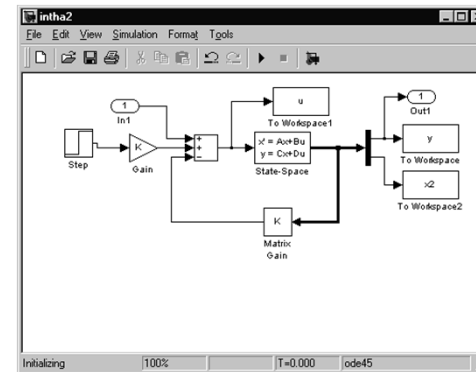 intha2
File Edit View Simulation Format Tools
1
In1
Step
K
Gain
+
+
−
u
To Workspace1
x' = Ax+Bu
y = Cx+Du
State-Space
K
Matrix
Gain
1
Out1
y
To Workspace
x2
To Workspace2
Initializing 100% T=0.000 ode45